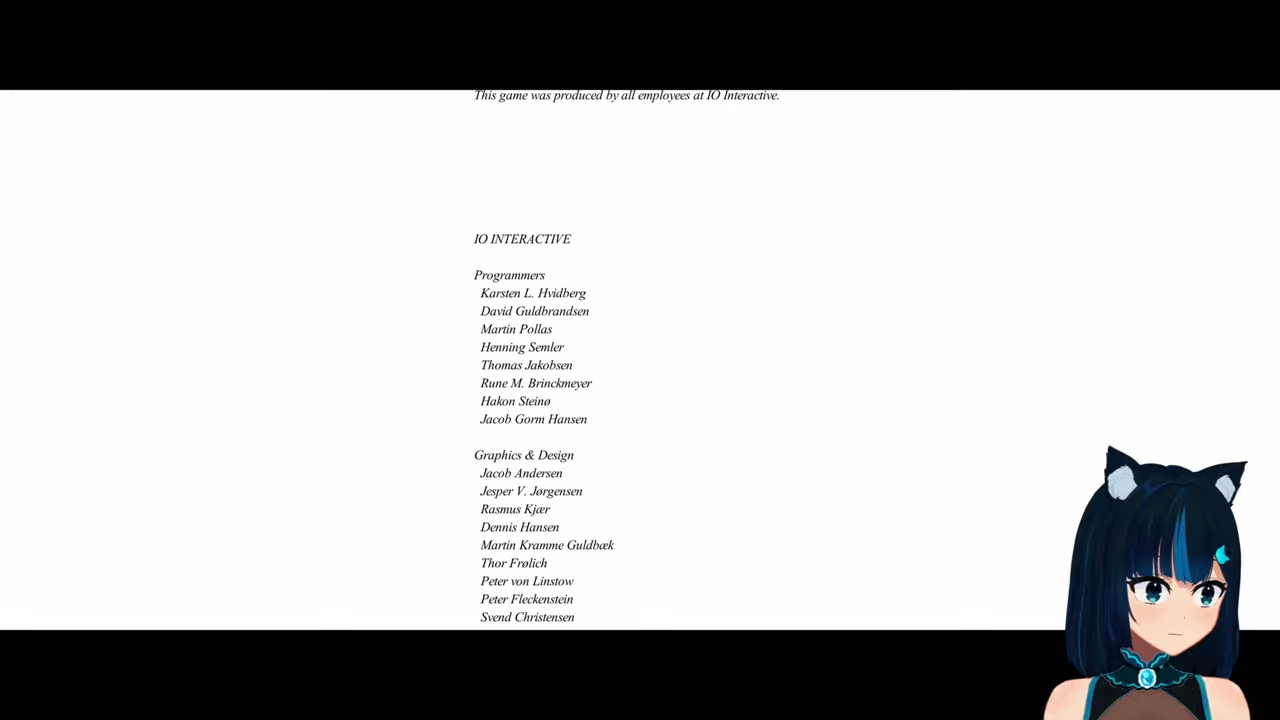 This game was produced by all employees at IO Interactive.
IO INTERACTIVE
Programmers
Karsten L. Hvidberg
David Guldbrandsen
Martin Pollas
Henning Semler
Thomas Jakobsen
Rune M. Brinckmeyer
Hakon Steinø
Jacob Gorm Hansen
Graphics & Design
Jacob Andersen
Jesper V. Jørgensen
Rasmus Kjær
Dennis Hansen
Martin Kramme Guldbæk
Thor Frølich
Peter von Linstow
Peter Fleckenstein
Svend Christensen